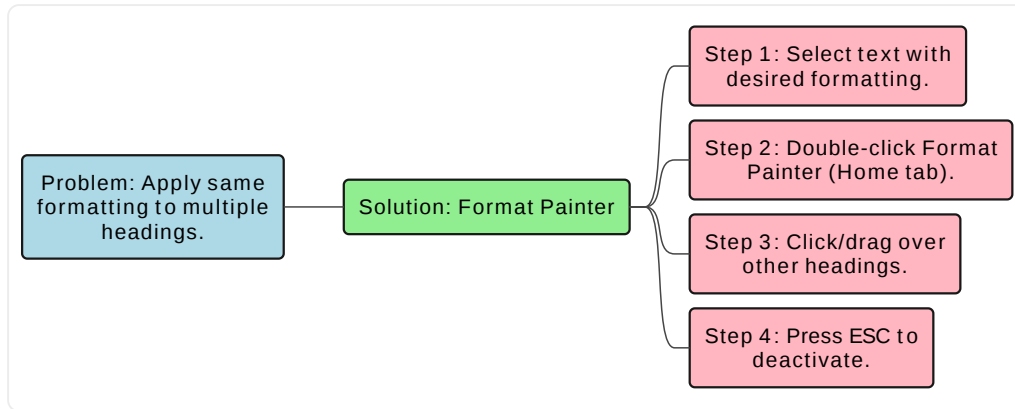 Problem: Apply same
formatting to multiple
headings.
Solution: Format Painter
Step 1: Select text with
desired formatting.
Step 2: Double-click Format
Painter (Home tab).
Step 3: Click/drag over
other headings.
Step 4: Press ESC to
deactivate.